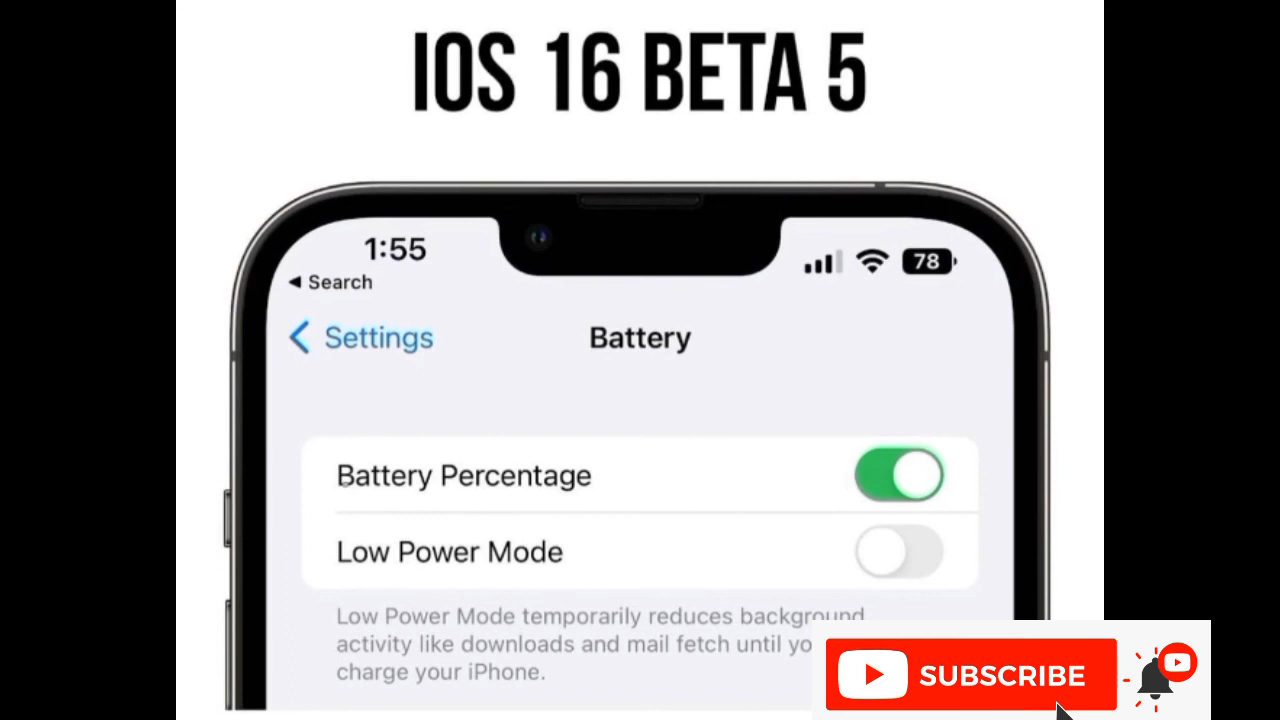 IOS 16 BETA 5
1:55
78
◀ Search
Settings
Battery
Battery Percentage
Low Power Mode
Low Power Mode temporarily reduces background
activity like downloads and mail fetch until yo
charge your iPhone.
SUBSCRIBE